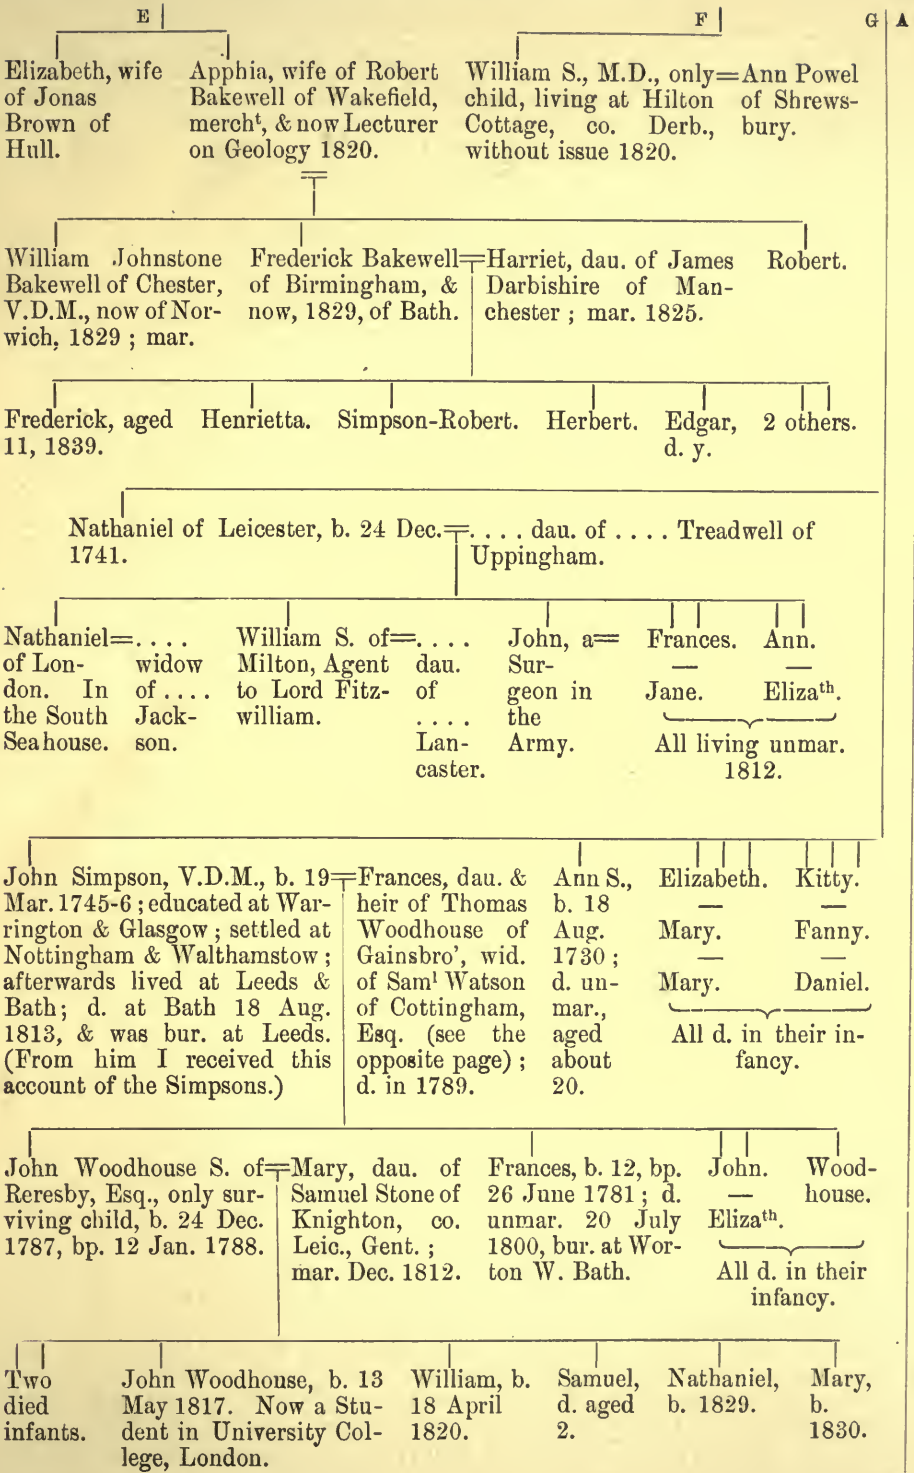 E F G A
Elizabeth, wife
of Jonas
Brown of
Hull.
Apphia, wife of Robert
Bakewell of Wakefield,
mercht, & now Lecturer
on Geology 1820.
William S., M.D., only=
child, living at Hilton
Cottage, co. Derb.,
without issue 1820.
Ann Powel
of Shrews-
bury.
William Johnstone
Bakewell of Chester,
V.D.M., now of Nor-
wich, 1829 ; mar.
Frederick Bakewell=
of Birmingham, &
now, 1829, of Bath.
Harriet, dau. of James
Darbishire of Man-
chester ; mar. 1825.
Robert.
Frederick, aged
11, 1839.
Henrietta.
Simpson-Robert.
Herbert.
Edgar,
d. y.
2 others.
Nathaniel of Leicester, b. 24 Dec.=
1741.
. . . . dau. of . . . . Treadwell of
Uppingham.
Nathaniel=
of Lon-
don. In
the South
Sea house.
. . . .
widow
of . . . .
Jack-
son.
William S. of=
Milton, Agent
to Lord Fitz-
william.
. . . .
dau.
of
. . . .
Lan-
caster.
John, a=
Sur-
geon in
the
Army.
Frances.
—
Jane.
Ann.
—
Elizath.
All living unmar.
1812.
John Simpson, V.D.M., b. 19=
Mar. 1745-6 ; educated at War-
rington & Glasgow ; settled at
Nottingham & Walthamstow ;
afterwards lived at Leeds &
Bath; d. at Bath 18 Aug.
1813, & was bur. at Leeds.
(From him I received this
account of the Simpsons.)
Frances, dau. &
heir of Thomas
Woodhouse of
Gainsbro', wid.
of Saml Watson
of Cottingham,
Esq. (see the
opposite page) ;
d. in 1789.
Ann S.,
b. 18
Aug.
1730 ;
d. un-
mar.,
aged
about
20.
Elizabeth.
—
Mary.
—
Mary.
Kitty.
—
Fanny.
—
Daniel.
All d. in their in-
fancy.
John Woodhouse S. of=
Reresby, Esq., only sur-
viving child, b. 24 Dec.
1787, bp. 12 Jan. 1788.
Mary, dau. of
Samuel Stone of
Knighton, co.
Leic., Gent. ;
mar. Dec. 1812.
Frances, b. 12, bp.
26 June 1781 ; d.
unmar. 20 July
1800, bur. at Wor-
ton W. Bath.
John.
—
Elizath.
Wood-
house.
All d. in their
infancy.
Two
died
infants.
John Woodhouse, b. 13
May 1817. Now a Stu-
dent in University Col-
lege, London.
William, b.
18 April
1820.
Samuel,
d. aged
2.
Nathaniel,
b. 1829.
Mary,
b.
1830.